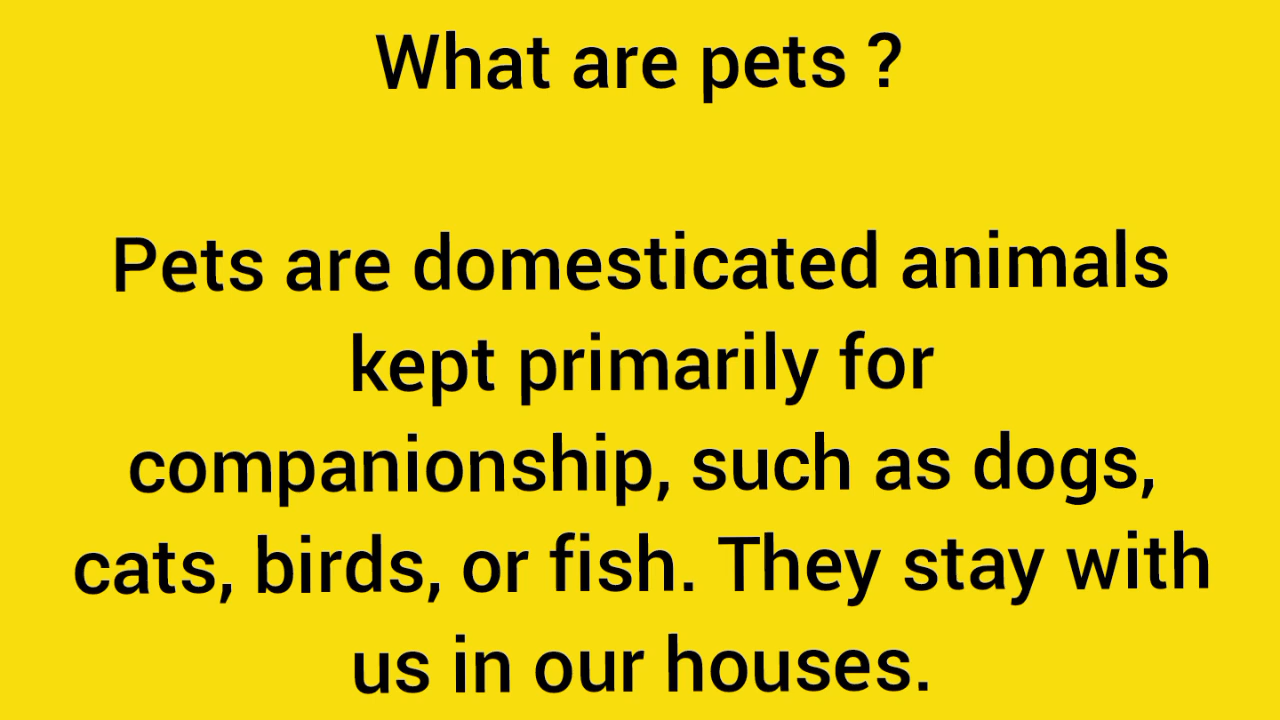 What are pets ?
Pets are domesticated animals
kept primarily for
companionship, such as dogs,
cats, birds, or fish. They stay with
us in our houses.